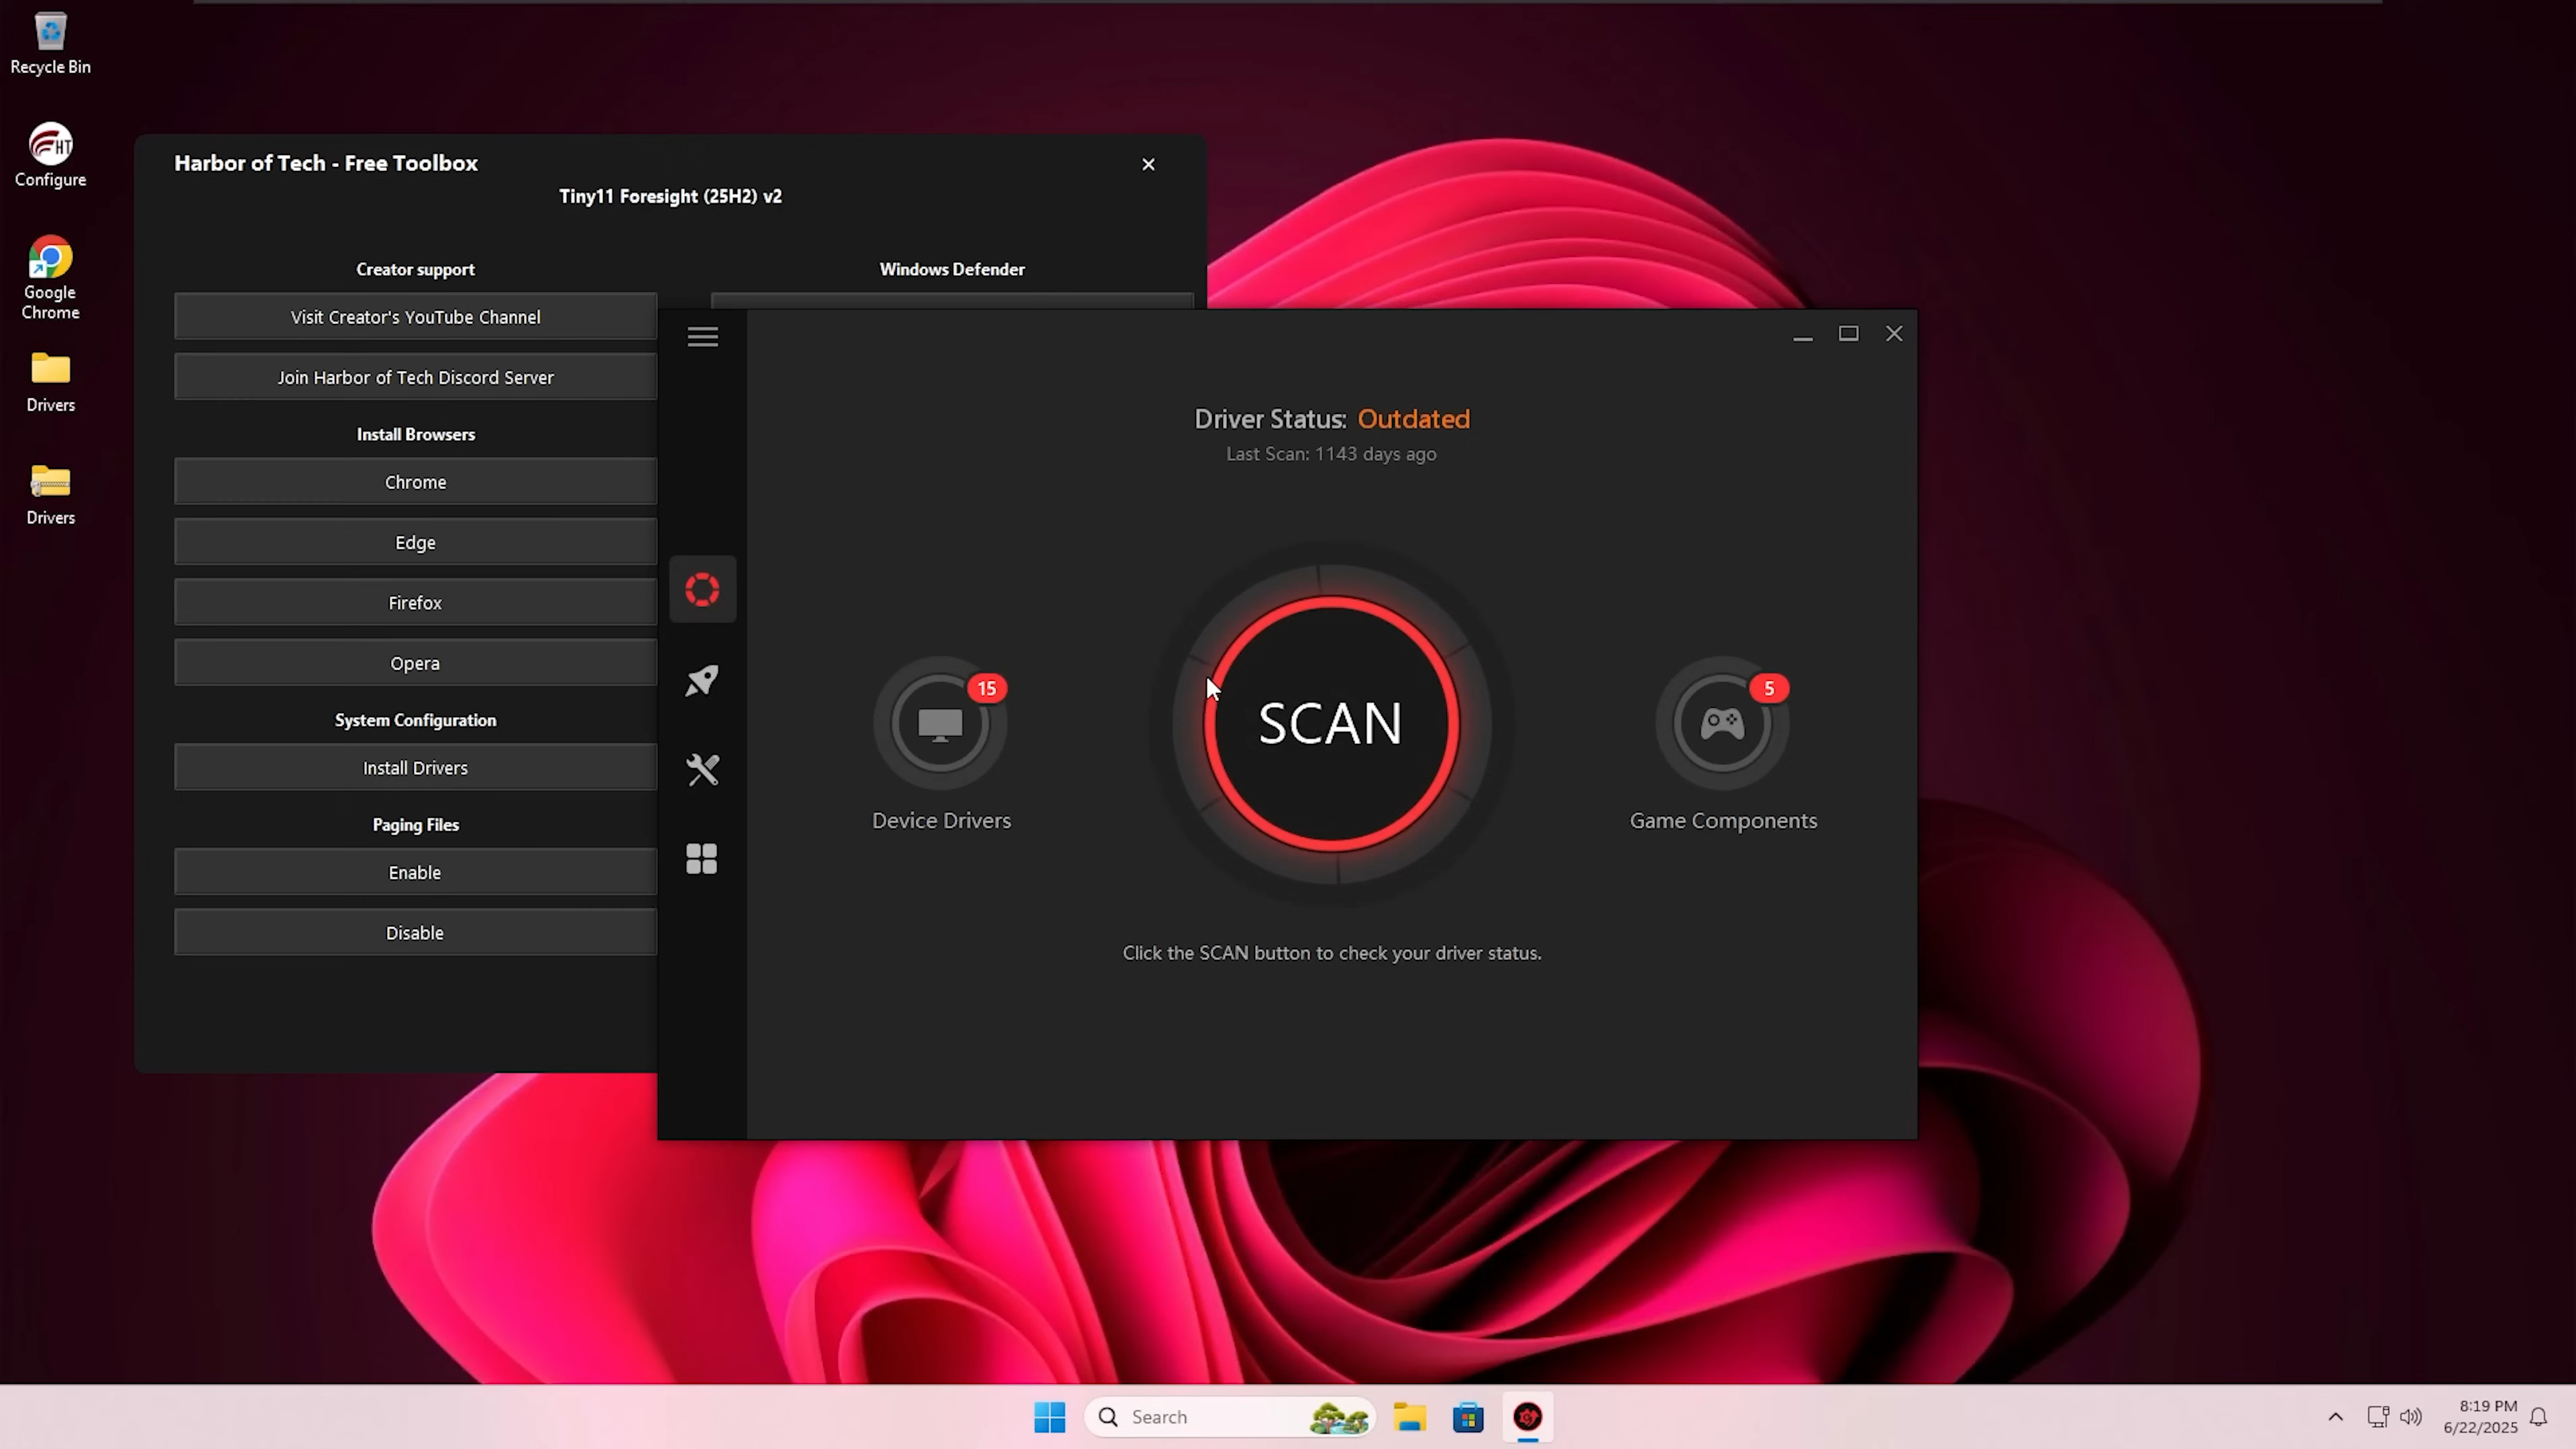 Recycle Bin
HT
Configure
Google
Chrome
Drivers
Drivers
Harbor of Tech - Free Toolbox
Tiny11 Foresight (25H2) v2
Creator support
Windows Defender
Visit Creator's YouTube Channel
Join Harbor of Tech Discord Server
Install Browsers
Chrome
Edge
Firefox
Opera
System Configuration
Install Drivers
Paging Files
Enable
Disable
Driver Status: Outdated
Last Scan: 1143 days ago
15
Device Drivers
SCAN
5
Game Components
Click the SCAN button to check your driver status.
Search
8:19 PM
6/22/2025